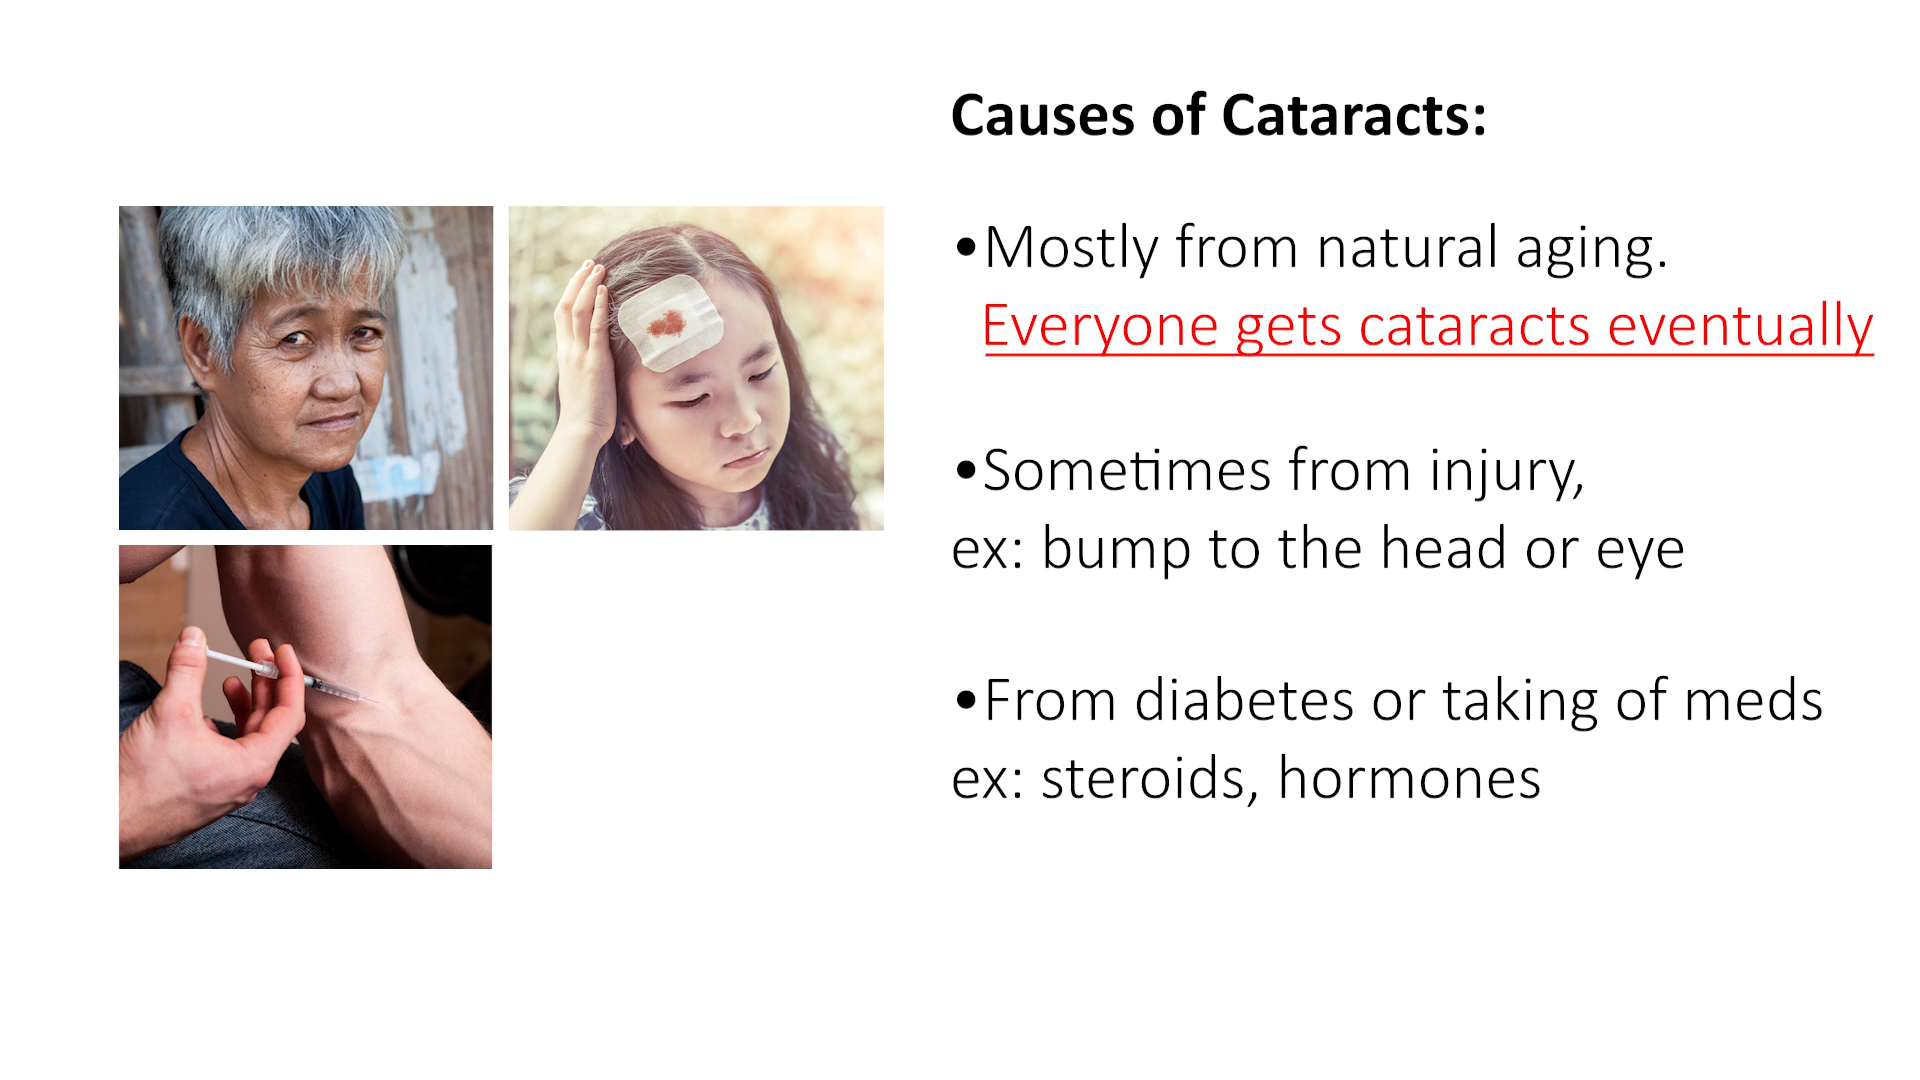 Causes of Cataracts:
•Mostly from natural aging.
Everyone gets cataracts eventually
•Sometimes from injury,
ex: bump to the head or eye
•From diabetes or taking of meds
ex: steroids, hormones